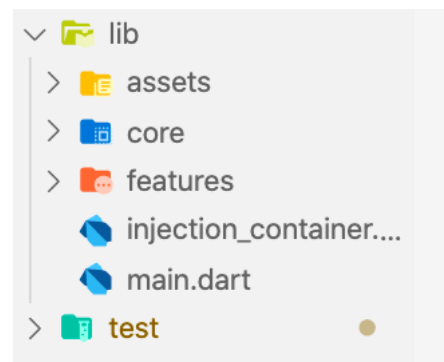 lib
assets
core
features
injection_container....
main.dart
test